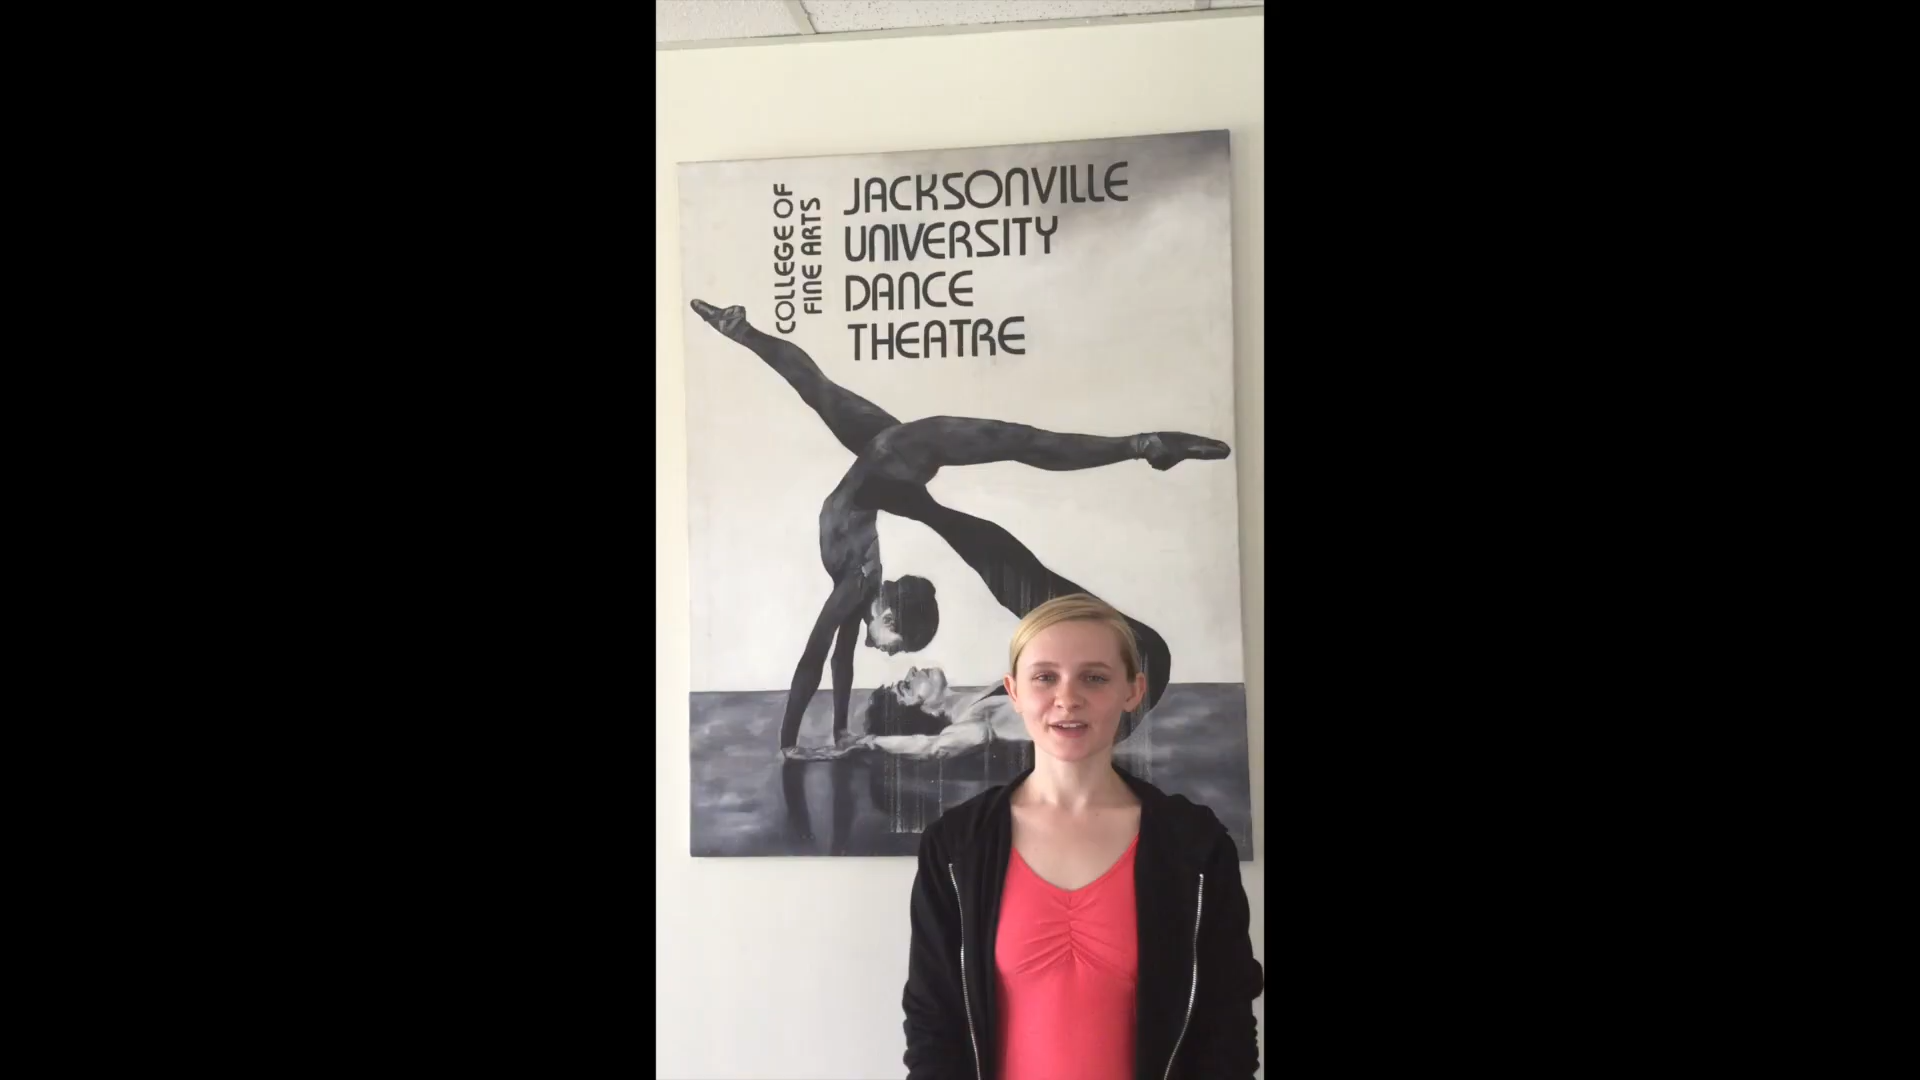 COLLEGE OF
FINE ARTS
JACKSONVILLE
UNIVERSITY
DANCE
THEATRE